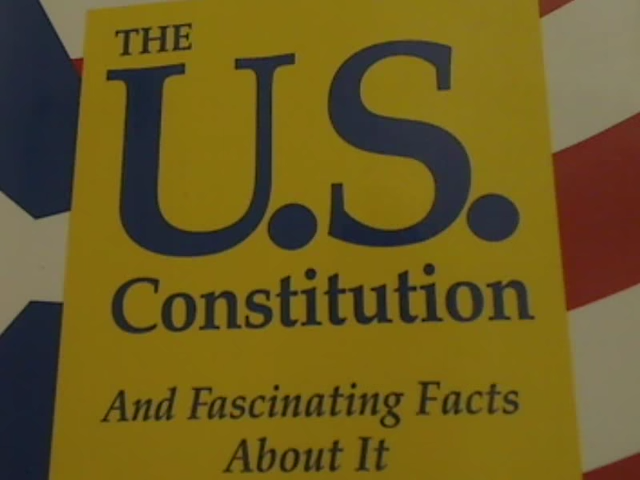 THE
U.S.
Constitution
And Fascinating Facts
About It